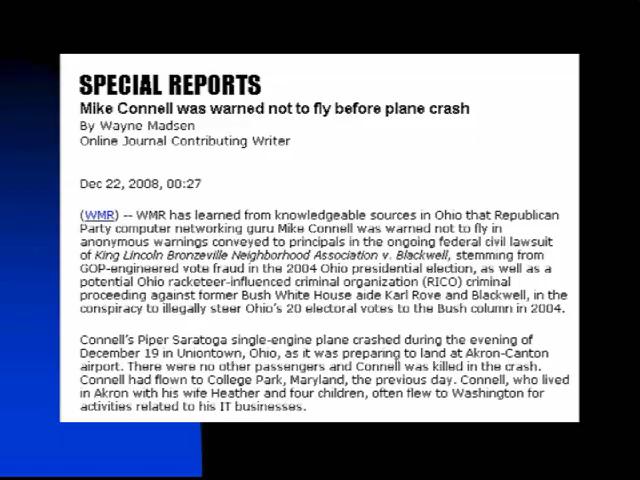 SPECIAL REPORTS
Mike Connell was warned not to fly before plane crash
By Wayne Madsen
Online Journal Contributing Writer
Dec 22, 2008, 00:27
(WMR) -- WMR has learned from knowledgeable sources in Ohio that Republican
Party computer networking guru Mike Connell was warned not to fly in
anonymous warnings conveyed to principals in the ongoing federal civil lawsuit
of King Lincoln Bronzeville Neighborhood Association v. Blackwell, stemming from
GOP-engineered vote fraud in the 2004 Ohio presidential election, as well as a
potential Ohio racketeer-influenced criminal organization (RICO) criminal
proceeding against former Bush White House aide Karl Rove and Blackwell, in the
conspiracy to illegally steer Ohio's 20 electoral votes to the Bush column in 2004.
Connell's Piper Saratoga single-engine plane crashed during the evening of
December 19 in Uniontown, Ohio, as it was preparing to land at Akron-Canton
airport. There were no other passengers and Connell was killed in the crash.
Connell had flown to College Park, Maryland, the previous day. Connell, who lived
in Akron with his wife Heather and four children, often flew to Washington for
activities related to his IT businesses.